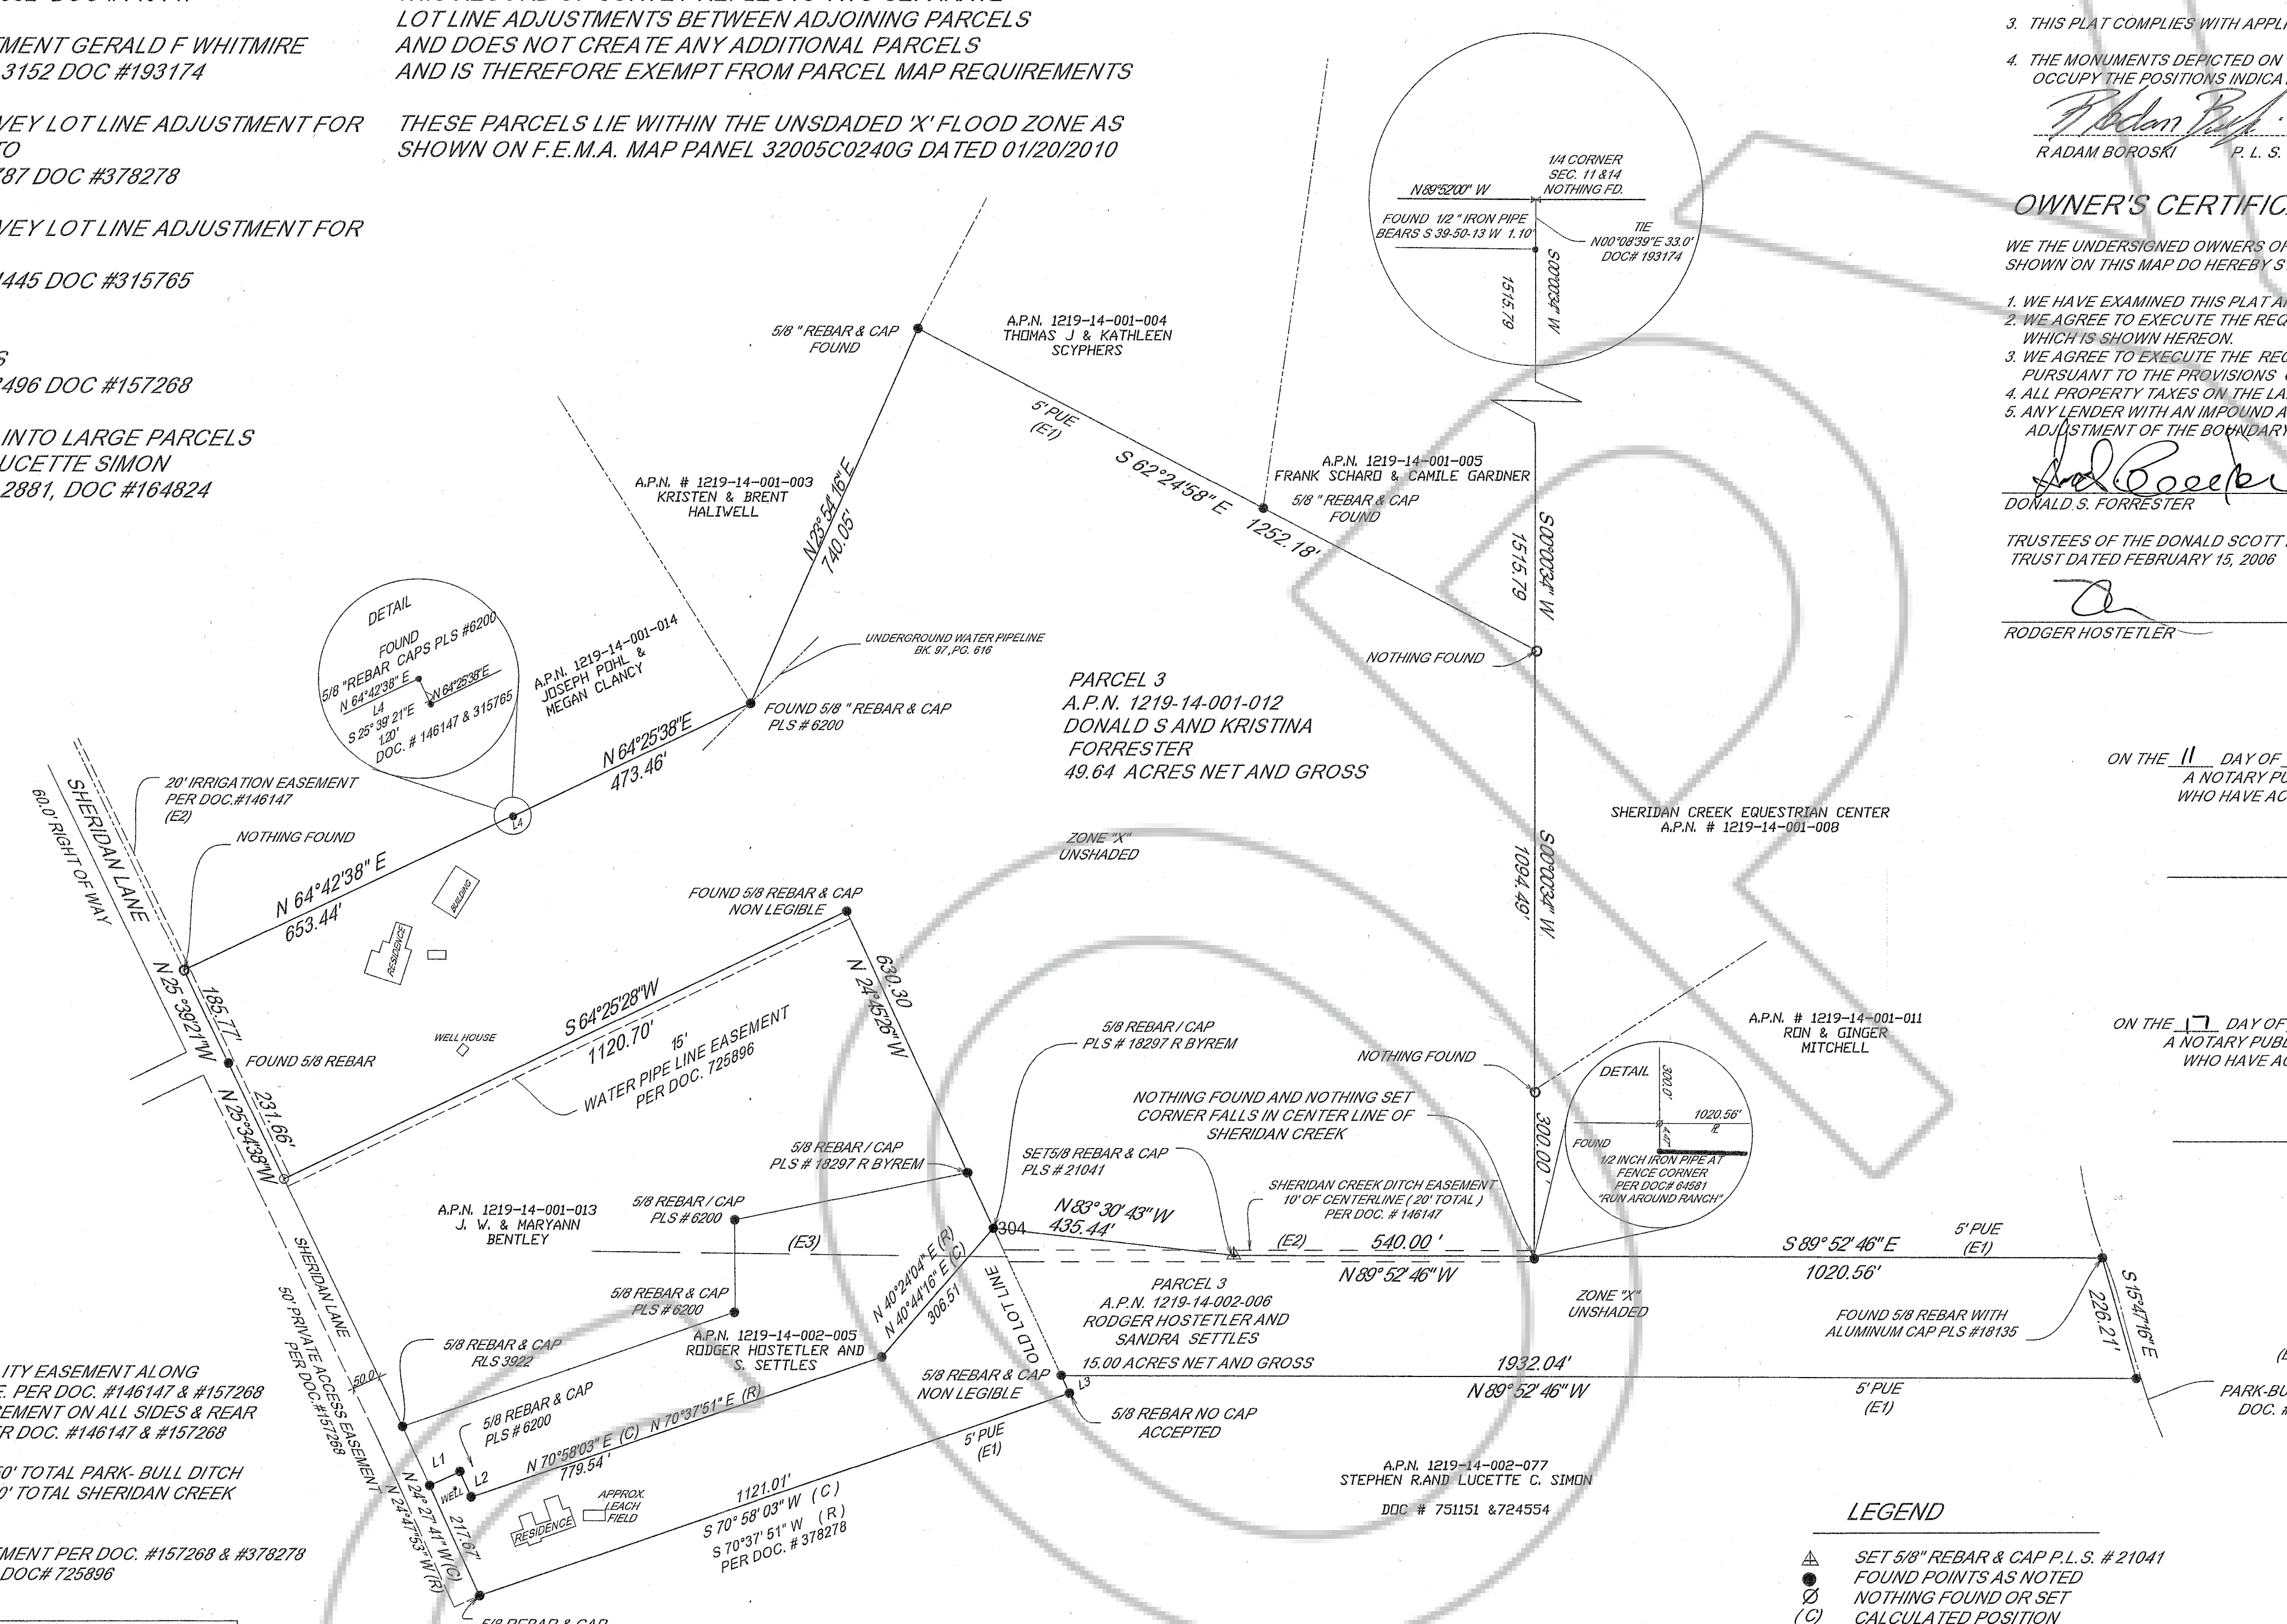 TMENT GERALD F WHITMIRE
3152 DOC #193174
VEY LOT LINE ADJUSTMENT FOR
TO
787 DOC #378278
VEY LOT LINE ADJUSTMENT FOR
1445 DOC #315765
S
3496 DOC #157268
INTO LARGE PARCELS
UCETTE SIMON
2881, DOC #164824
LOT LINE ADJUSTMENTS BETWEEN ADJOINING PARCELS
AND DOES NOT CREATE ANY ADDITIONAL PARCELS
AND IS THEREFORE EXEMPT FROM PARCEL MAP REQUIREMENTS
THESE PARCELS LIE WITHIN THE UNSDADED 'X' FLOOD ZONE AS
SHOWN ON F.E.M.A. MAP PANEL 32005C0240G DATED 01/20/2010
1/4 CORNER
SEC. 11 &14
NOTHING FD.
N89°52'00" W
FOUND 1/2 " IRON PIPE
BEARS S 39-50-13 W 1.10'
TIE
N00°08'39"E 33.0'
DOC# 193174
S00°00'34" W
1515.79
3. THIS PLAT COMPLIES WITH APPLI
4. THE MONUMENTS DEPICTED ON
OCCUPY THE POSITIONS INDICA
R ADAM BOROSKI P. L. S.
OWNER'S CERTIFIC
WE THE UNDERSIGNED OWNERS OF
SHOWN ON THIS MAP DO HEREBY S
1. WE HAVE EXAMINED THIS PLAT A
2. WE AGREE TO EXECUTE THE REQ
WHICH IS SHOWN HEREON.
3. WE AGREE TO EXECUTE THE REQ
PURSUANT TO THE PROVISIONS
4. ALL PROPERTY TAXES ON THE LA
5. ANY LENDER WITH AN IMPOUND A
ADJUSTMENT OF THE BOUNDARY
DONALD S. FORRESTER
TRUSTEES OF THE DONALD SCOTT
TRUST DATED FEBRUARY 15, 2006
RODGER HOSTETLER
ON THE 11 DAY OF
A NOTARY PU
WHO HAVE AC
ON THE 17 DAY OF
A NOTARY PUBL
WHO HAVE AC
5/8 " REBAR & CAP
FOUND
A.P.N. 1219-14-001-004
THOMAS J & KATHLEEN
SCYPHERS
5' PUE
(E1)
S 62°24'58" E 1252.18'
A.P.N. 1219-14-001-005
FRANK SCHARO & CAMILE GARDNER
5/8 " REBAR & CAP
FOUND
S00°00'34" W
1515.79
NOTHING FOUND
A.P.N. # 1219-14-001-003
KRISTEN & BRENT
HALIWELL
N23°54'16"E
740.05'
DETAIL
FOUND
5/8 "REBAR CAPS PLS #6200
N 64°42'38" E
N 64°25'38"E
L4
S 25° 39' 21"E
1.20'
DOC. # 146147 & 315765
A.P.N. 1219-14-001-014
JOSEPH POHL &
MEGAN CLANCY
UNDERGROUND WATER PIPELINE
BK. 97 ,PG. 616
FOUND 5/8 " REBAR & CAP
PLS # 6200
N 64°25'38"E
473.46'
L4
PARCEL 3
A.P.N. 1219-14-001-012
DONALD S AND KRISTINA
FORRESTER
49.64 ACRES NET AND GROSS
SHERIDAN CREEK EQUESTRIAN CENTER
A.P.N. # 1219-14-001-008
ZONE "X"
UNSHADED
S00°00'34" W
1094.49'
SHERIDAN LANE
60.0' RIGHT OF WAY
20' IRRIGATION EASEMENT
PER DOC.#146147
(E2)
NOTHING FOUND
N 64°42'38" E
653.44'
BUILDING
RESIDENCE
185.77'
N 25 °39'21"W
FOUND 5/8 REBAR
231.66'
N 25°34'38"W
WELL HOUSE
FOUND 5/8 REBAR & CAP
NON LEGIBLE
S 64°25'28"W
1120.70'
15'
WATER PIPE LINE EASEMENT
PER DOC. 725896
630.30
N 24°45'26" W
5/8 REBAR / CAP
PLS # 18297 R BYREM
NOTHING FOUND
NOTHING FOUND AND NOTHING SET
CORNER FALLS IN CENTER LINE OF
SHERIDAN CREEK
A.P.N. # 1219-14-001-011
RON & GINGER
MITCHELL
300.00 '
DETAIL
300.0'
1020.56'
FOUND
4.47'
1/2 INCH IRON PIPE AT
FENCE CORNER
PER DOC# 64581
"RUN AROUND RANCH"
5/8 REBAR / CAP
PLS # 18297 R BYREM
SET5/8 REBAR & CAP
PLS # 21041
SHERIDAN CREEK DITCH EASEMENT
10' OF CENTERLINE ( 20' TOTAL )
PER DOC. # 146147
304
N 83° 30' 43" W
435.44'
(E2)
540.00 '
N 89° 52' 46" W
A.P.N. 1219-14-001-013
J. W. & MARYANN
BENTLEY
5/8 REBAR / CAP
PLS # 6200
(E3)
5/8 REBAR & CAP
PLS # 6200
N 40°24'04" E (R)
N 40°44'16" E (C)
306.51
OLD LOT LINE
S 89° 52' 46" E
1020.56'
5' PUE
(E1)
PARCEL 3
A.P.N. 1219-14-002-006
RODGER HOSTETLER AND
SANDRA SETTLES
15.00 ACRES NET AND GROSS
ZONE "X"
UNSHADED
FOUND 5/8 REBAR WITH
ALUMINUM CAP PLS #18135
S 15°47'16"E
226.21'
PARK-BU
DOC. #
1932.04'
N 89° 52' 46" W
5' PUE
(E1)
SHERIDAN LANE
50' PRIVATE ACCESS EASEMENT
PER DOC.#157268
50.0'
5/8 REBAR & CAP
RLS 3922
A.P.N. 1219-14-002-005
RODGER HOSTETLER AND
S. SETTLES
5/8 REBAR & CAP
NON LEGIBLE
L3
5/8 REBAR NO CAP
ACCEPTED
5/8 REBAR & CAP
PLS # 6200
L1
L2
WELL
N 70°58'03" E (C) N 70°37'51" E (R)
779.54 '
5' PUE
(E1)
N 24° 27' 41" W (C)
N 24°47'53" W (R)
217.67'
RESIDENCE
APPROX.
LEACH
FIELD
1121.01'
S 70° 58' 03" W ( C )
S 70°37' 51" W ( R )
PER DOC. # 378278
A.P.N. 1219-14-002-077
STEPHEN R.AND LUCETTE C. SIMON
DOC # 751151 &724554
LITY EASEMENT ALONG
E. PER DOC. #146147 & #157268
EMENT ON ALL SIDES & REAR
R DOC. #146147 & #157268
0' TOTAL PARK- BULL DITCH
0' TOTAL SHERIDAN CREEK
MENT PER DOC. #157268 & #378278
DOC# 725896
LEGEND
SET 5/8" REBAR & CAP P.L.S. # 21041
FOUND POINTS AS NOTED
NOTHING FOUND OR SET
(C) CALCULATED POSITION